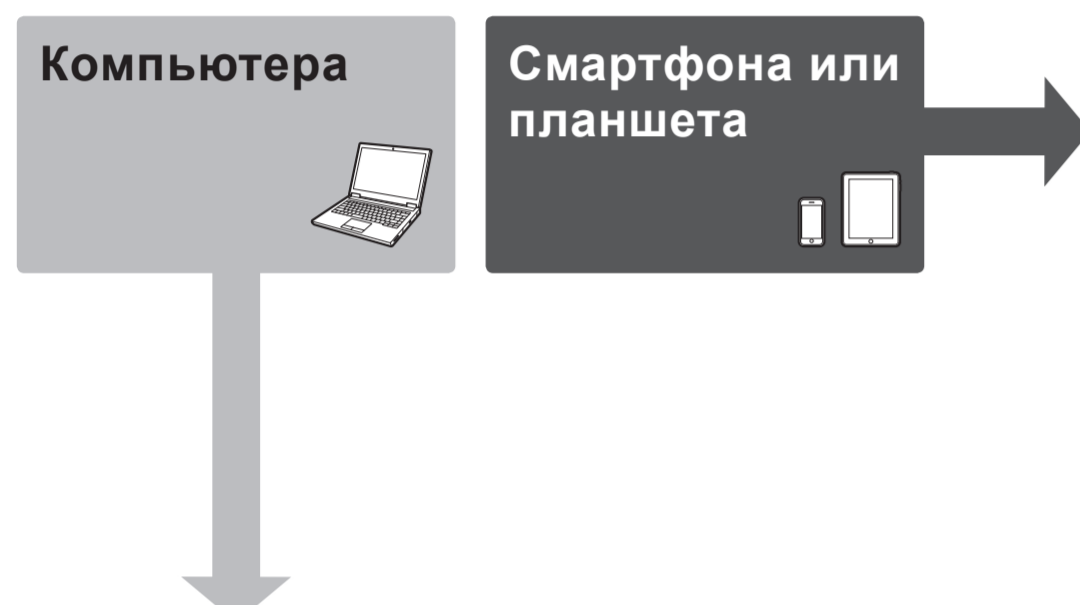 Компьютера
Смартфона или
планшета